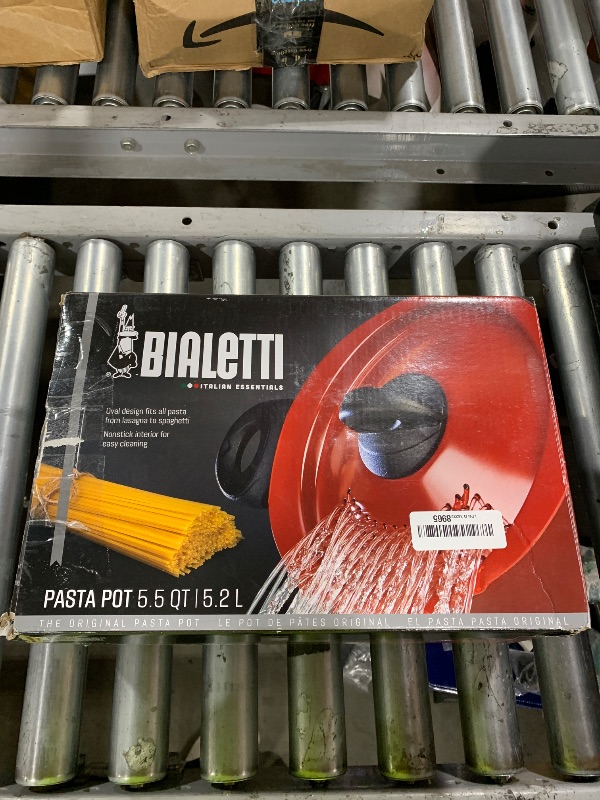 BIALETTI
ITALIAN ESSENTIALS
Oval design fits all pasta
from lasagna to spaghetti
Nonstick interior for
easy cleaning
8965
PASTA POT 5.5 QT | 5.2 L
THE ORIGINAL PASTA POT LE POT DE PÂTES ORIGINAL EL PASTA PASTA ORIGINAL